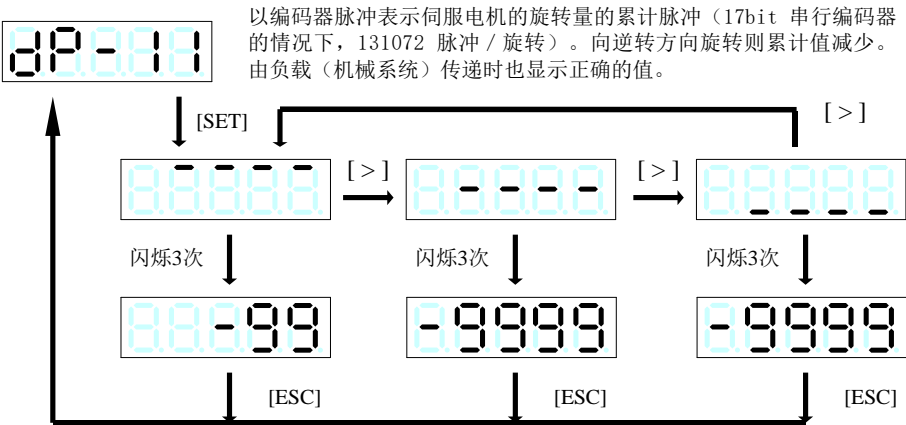 dP-11
以编码器脉冲表示伺服电机的旋转量的累计脉冲（17bit 串行编码器
的情况下，131072 脉冲/旋转）。向逆转方向旋转则累计值减少。
由负载（机械系统）传递时也显示正确的值。
[SET]
[ > ]
---- [ > ] ---- [ > ] ----
闪烁3次 闪烁3次 闪烁3次
-99 -9999 -9999
[ESC] [ESC] [ESC]